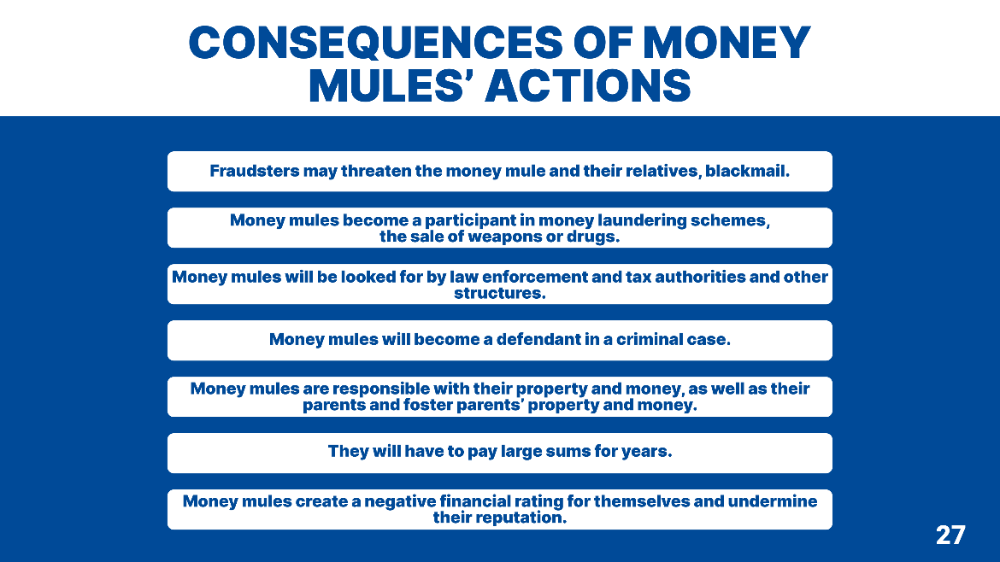 CONSEQUENCES OF MONEY
MULES’ ACTIONS
Fraudsters may threaten the money mule and their relatives, blackmail.
Money mules become a participant in money laundering schemes,
the sale of weapons or drugs.
Money mules will be looked for by law enforcement and tax authorities and other
structures.
Money mules will become a defendant in a criminal case.
Money mules are responsible with their property and money, as well as their
parents and foster parents’ property and money.
They will have to pay large sums for years.
Money mules create a negative financial rating for themselves and undermine
their reputation.
27